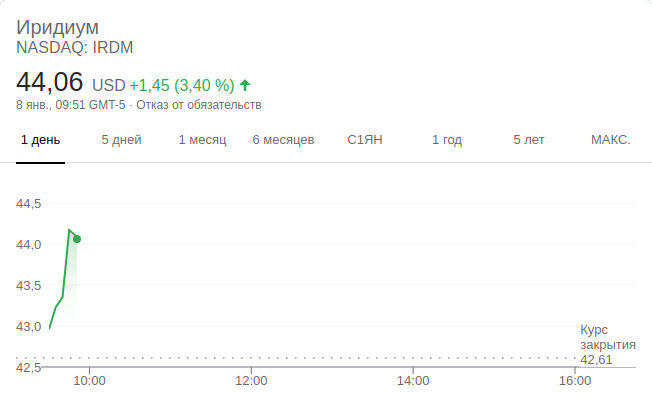 Иридиум
NASDAQ: IRDM
44,06 USD +1,45 (3,40 %)
8 янв., 09:51 GMT-5 · Отказ от обязательств
1 день 5 дней 1 месяц 6 месяцев С1ЯН 1 год 5 лет МАКС.
44,5
44,0
43,5
43,0
Курс
закрытия
42,61
42,5
10:00 12:00 14:00 16:00